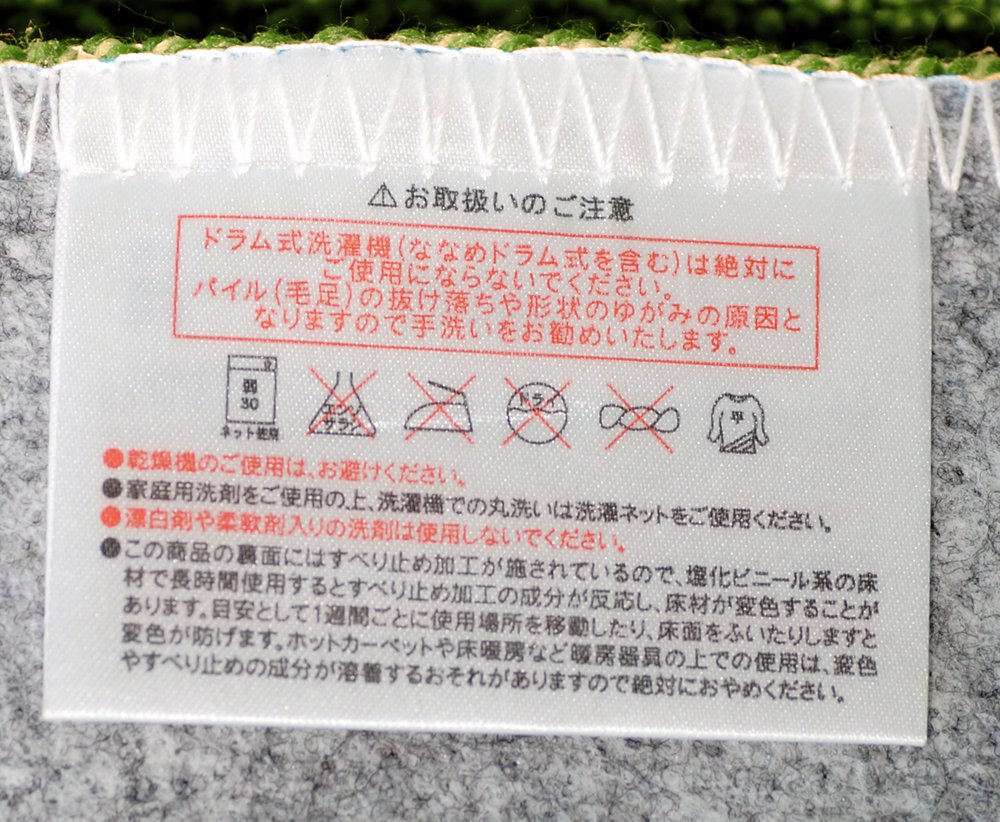 ⚠お取扱いのご注意
ドラム式洗濯機(ななめドラム式を含む)は絶対に
ご使用にならないでください。
パイル(毛足)の抜け落ちや形状のゆがみの原因と
なりますので手洗いをお勧めいたします。
弱
30
ネット使用
エンソ
サラシ
ドライ
平
●乾燥機のご使用は、お避けください。
●家庭用洗剤をご使用の上、洗濯機での丸洗いは洗濯ネットをご使用ください。
●漂白剤や柔軟剤入りの洗剤は使用しないでください。
●この商品の裏面にはすべり止め加工が施されているので、塩化ビニール系の床
材で長時間使用するとすべり止め加工の成分が反応し、床材が変色することが
あります。目安として1週間ごとに使用場所を移動したり、床面をふいたりしますと
変色が防げます。ホットカーペットや床暖房など暖房器具の上での使用は、変色
やすべり止めの成分が溶着するおそれがありますので絶対におやめください。